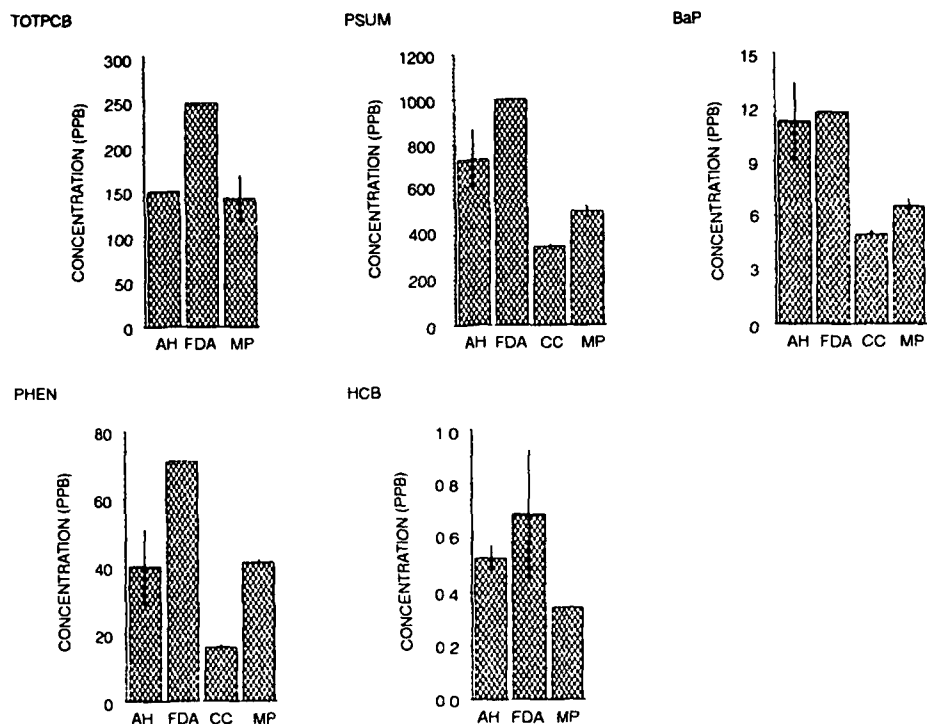 TOTPCB
CONCENTRATION (PPB)
300
250
200
150
100
50
0
AH FDA MP
PSUM
CONCENTRATION (PPB)
1200
1000
800
600
400
200
0
AH FDA CC MP
BaP
CONCENTRATION (PPB)
15
12
9
6
3
0
AH FDA CC MP
PHEN
CONCENTRATION (PPB)
80
60
40
20
0
AH FDA CC MP
HCB
CONCENTRATION (PPB)
1 0
0 8
0 6
0 4
0 2
0 0
AH FDA MP